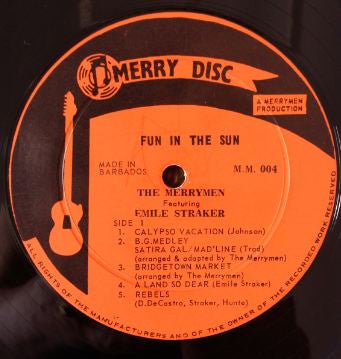 MERRY DISC
A MERRYMEN
PRODUCTION
FUN IN THE SUN
MADE IN
BARBADOS
M.M. 004
THE MERRYMEN
Featuring
EMILE STRAKER
SIDE 1
1. CALYPSO VACATION (Johnson)
2. B.G.MEDLEY
SATIRA GAL/MAD'LINE (Trad)
(arranged & adapted by The Merrymen)
3. BRIDGETOWN MARKET
(arranged by The Merrymen)
4. A.LAND SO DEAR (Emile Straker)
5. REBELS
(D.DeCastro, Straker, Hunte)
ALL RIGHTS OF THE MANUFACTURERS AND OF THE OWNER OF THE RECORDED WORK RESERVED